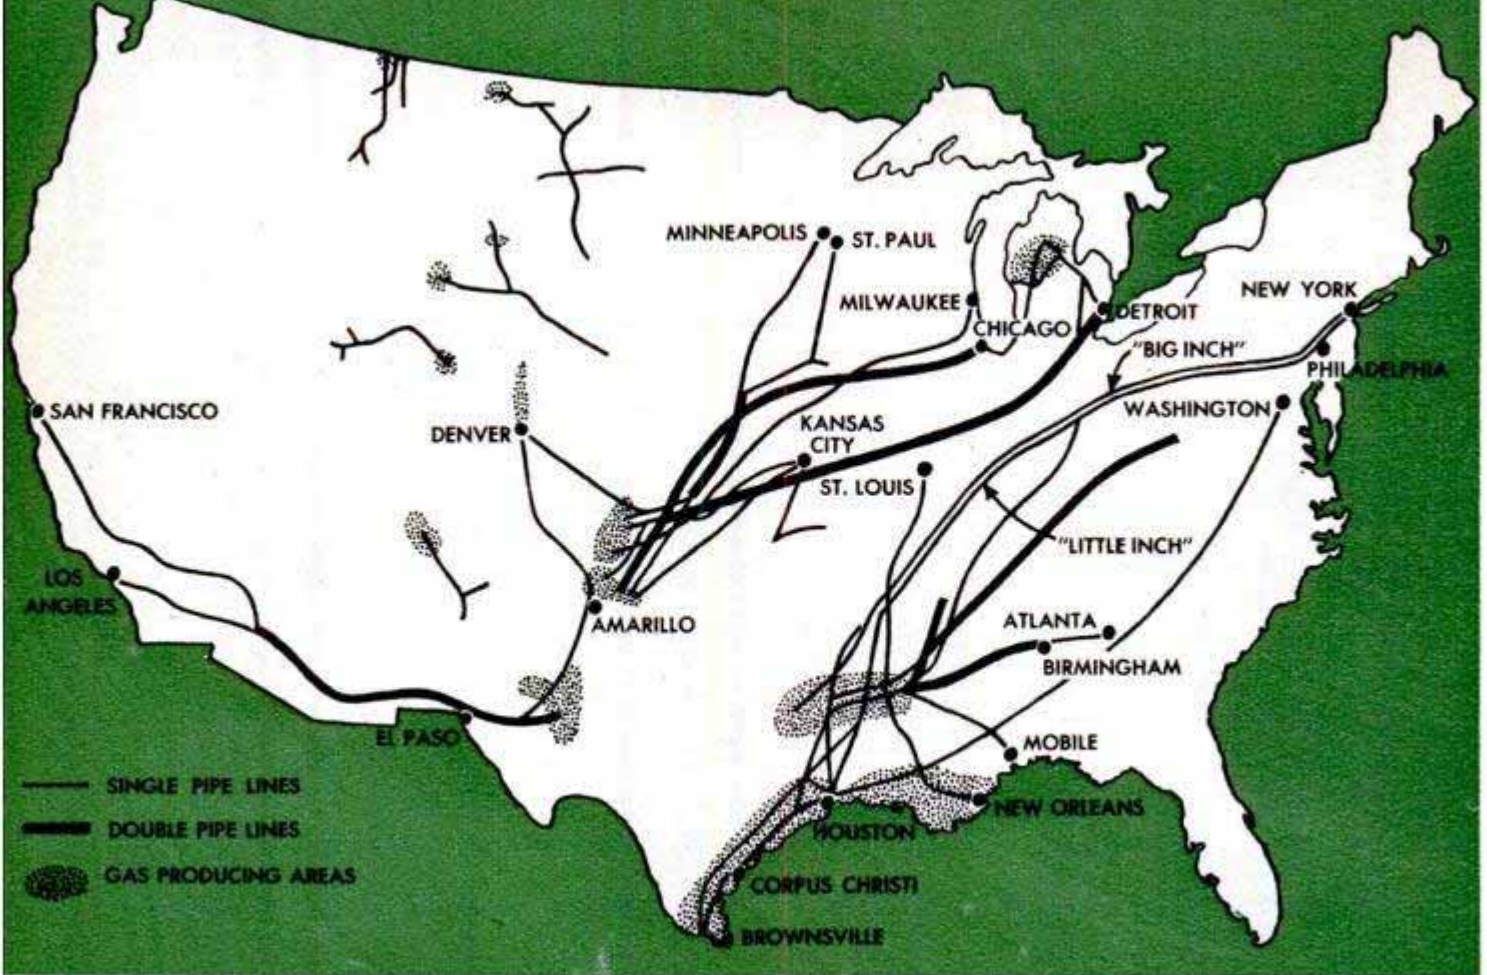 MINNEAPOLIS
ST. PAUL
MILWAUKEE
CHICAGO
DETROIT
NEW YORK
"BIG INCH"
PHILADELPHIA
WASHINGTON
SAN FRANCISCO
DENVER
KANSAS
CITY
ST. LOUIS
"LITTLE INCH"
LOS
ANGELES
AMARILLO
ATLANTA
BIRMINGHAM
EL PASO
MOBILE
NEW ORLEANS
HOUSTON
CORPUS CHRISTI
BROWNSVILLE
SINGLE PIPE LINES
DOUBLE PIPE LINES
GAS PRODUCING AREAS